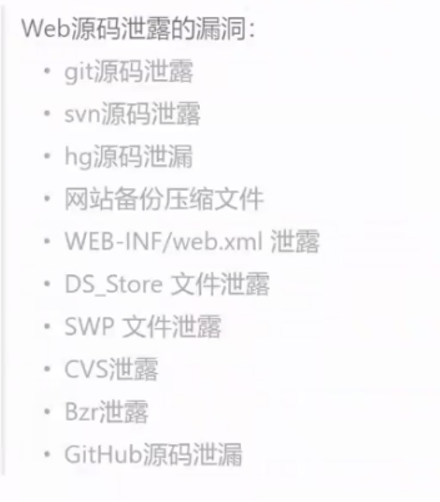 Web源码泄露的漏洞：
• git源码泄露
• svn源码泄露
• hg源码泄漏
• 网站备份压缩文件
• WEB-INF/web.xml 泄露
• DS_Store 文件泄露
• SWP 文件泄露
• CVS泄露
• Bzr泄露
• GitHub源码泄漏